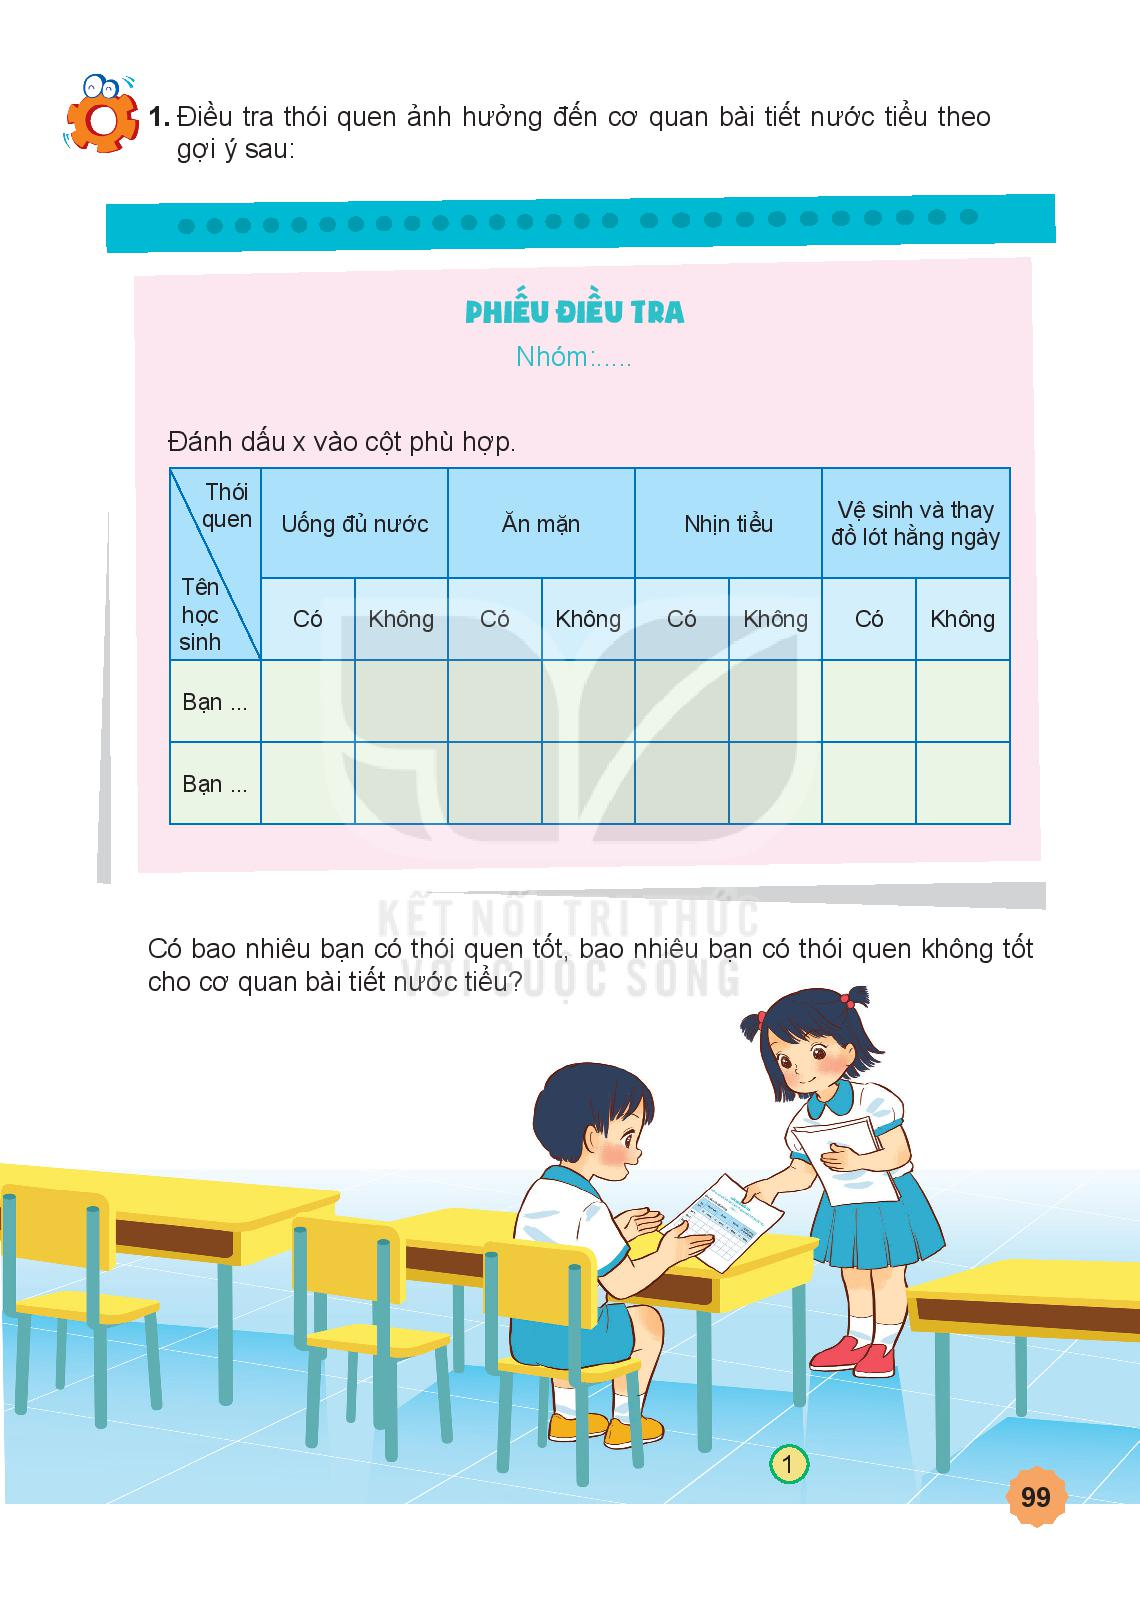 1. Điều tra thói quen ảnh hưởng đến cơ quan bài tiết nước tiểu theo
gợi ý sau:
PHIẾU ĐIỀU TRA
Nhóm:.....
Đánh dấu x vào cột phù hợp.
Thói
quen
Tên
học
sinh
Uống đủ nước
Ăn mặn
Nhịn tiểu
Vệ sinh và thay
đồ lót hằng ngày
Có Không Có Không Có Không Có Không
Bạn ...
Bạn ...
KẾT NỐI TRI THỨC
VỚI CUỘC SỐNG
Có bao nhiêu bạn có thói quen tốt, bao nhiêu bạn có thói quen không tốt
cho cơ quan bài tiết nước tiểu?
1
99